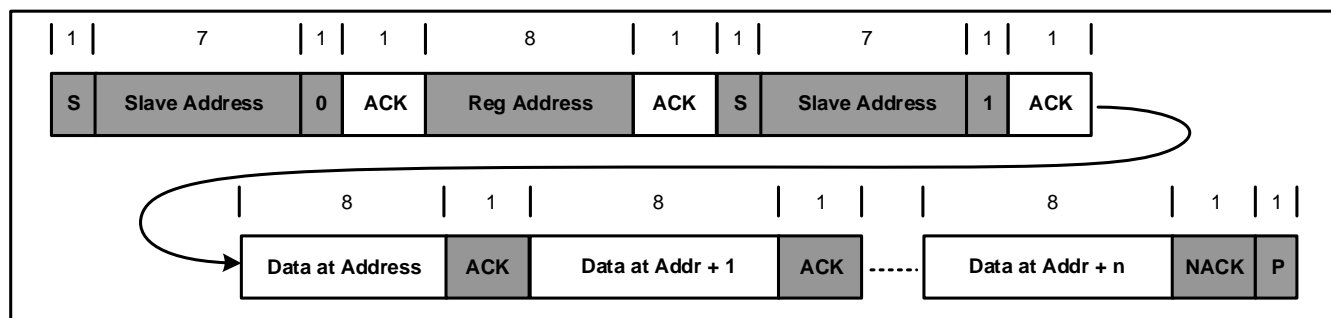 1 7 1 1 8 1 1 7 1 1
S Slave Address 0 ACK Reg Address ACK S Slave Address 1 ACK
8 1 8 1 8 1 1
Data at Address ACK Data at Addr + 1 ACK Data at Addr + n NACK P